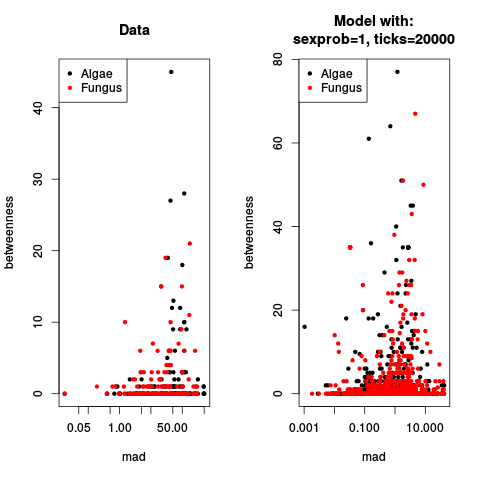 Data
Algae
Fungus
betweenness
40
30
20
10
0
0.05 1.00 50.00
mad
Model with:
sexprob=1, ticks=20000
Algae
Fungus
betweenness
80
60
40
20
0
0.001 0.100 10.000
mad